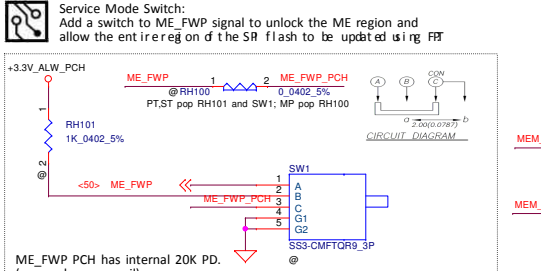 Service Mode Switch:
Add a switch to ME_FWP signal to unlock the ME region and
allow the entire region of the SPI flash to be updated using FPT
+3.3V_ALW_PCH
ME_FWP 1 2 ME_FWP_PCH
@ RH100 0_0402_5%
PT,ST pop RH101 and SW1; MP pop RH100
A B CON C
a b
2.00(0.0787)
CIRCUIT DIAGRAM
1
RH101
1K_0402_5%
2
@
MEM_
MEM_
SW1
<50> ME_FWP 1 A
2 B
ME_FWP_PCH 3 C
4 G1
5 G2
SS3-CMFTQR9_3P
@
ME_FWP PCH has internal 20K PD.